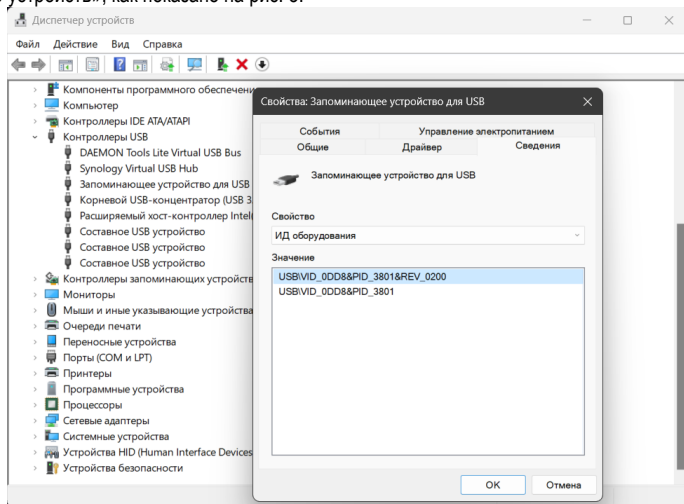 устройств», как показано на рис. 3.
Диспетчер устройств
Файл Действие Вид Справка
Компоненты программного обеспечени
Компьютер
Контроллеры IDE ATA/ATAPI
Контроллеры USB
DAEMON Tools Lite Virtual USB Bus
Synology Virtual USB Hub
Запоминающее устройство для USB
Корневой USB-концентратор (USB 3.
Расширяемый хост-контроллер Intel(
Составное USB устройство
Составное USB устройство
Составное USB устройство
Контроллеры запоминающих устройств
Мониторы
Мыши и иные указывающие устройства
Очереди печати
Переносные устройства
Порты (COM и LPT)
Принтеры
Программные устройства
Процессоры
Сетевые адаптеры
Системные устройства
Устройства HID (Human Interface Devices
Устройства безопасности
Свойства: Запоминающее устройство для USB
События Управление электропитанием
Общие Драйвер Сведения
Запоминающее устройство для USB
Свойство
ИД оборудования
Значение
USB\VID_0DD8&PID_3801&REV_0200
USB\VID_0DD8&PID_3801
OK Отмена